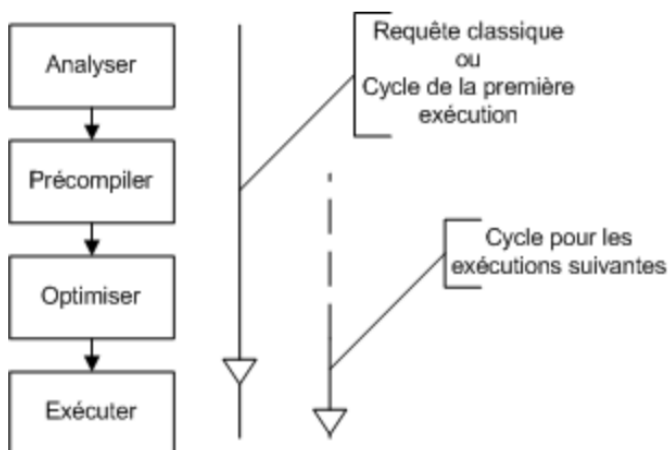 Analyser
Précompiler
Optimiser
Exécuter
Requête classique
ou
Cycle de la première
exécution
Cycle pour les
exécutions suivantes